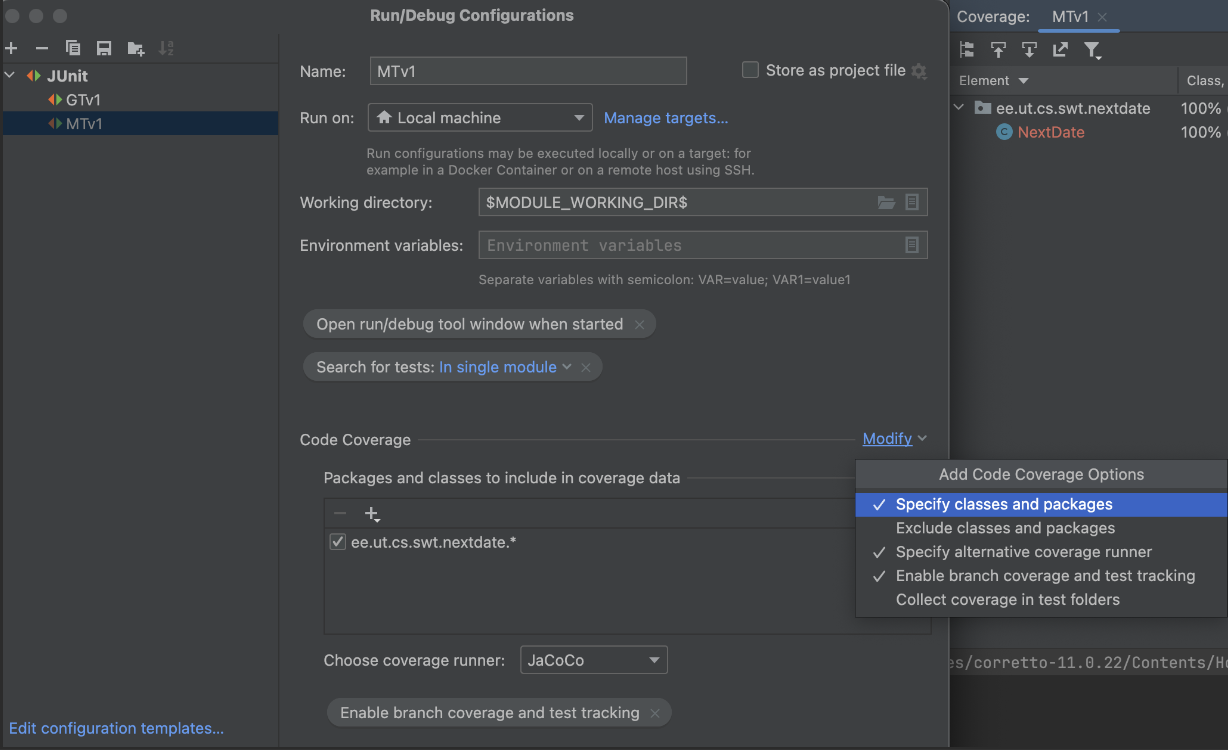 Run/Debug Configurations
JUnit
GTv1
MTv1
Edit configuration templates...
Name:
MTv1
Store as project file
Run on:
Local machine
Manage targets...
Run configurations may be executed locally or on a target: for
example in a Docker Container or on a remote host using SSH.
Working directory:
$MODULE_WORKING_DIR$
Environment variables:
Environment variables
Separate variables with semicolon: VAR=value; VAR1=value1
Open run/debug tool window when started
Search for tests: In single module
Code Coverage
Modify
Packages and classes to include in coverage data
ee.ut.cs.swt.nextdate.*
Choose coverage runner:
JaCoCo
Enable branch coverage and test tracking
Add Code Coverage Options
Specify classes and packages
Exclude classes and packages
Specify alternative coverage runner
Enable branch coverage and test tracking
Collect coverage in test folders
Coverage:
MTv1
Element
Class,
ee.ut.cs.swt.nextdate
100%
C
NextDate
100%
es/corretto-11.0.22/Contents/Ho